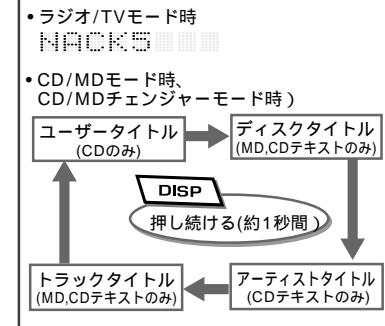 •ラジオ/TVモード時
NACK5
•CD/MDモード時、
CD/MDチェンジャーモード時)
ユーザータイトル
(CDのみ)
ディスクタイトル
(MD,CDテキストのみ)
DISP
押し続ける(約1秒間)
トラックタイトル
(MD,CDテキストのみ)
アーティストタイトル
(CDテキストのみ)